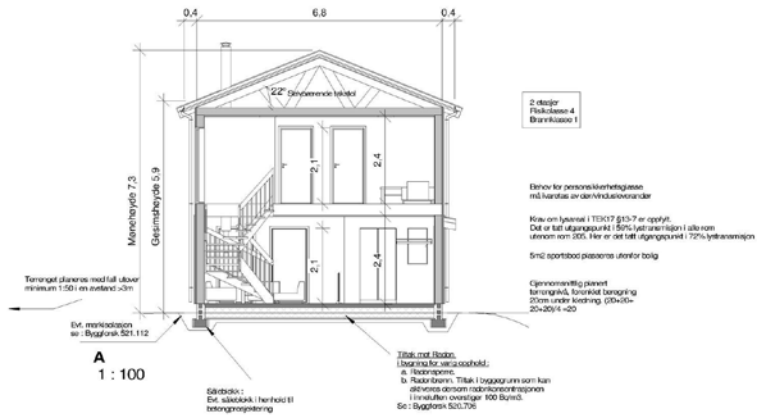 0,4
6,8
0,4
22°
Selvbærende takstol
2 etasjer
Risikolasse 4
Brannklasse 1
Mønehøyde 7,3
Gesimshøyde 5,9
2,1
2,4
2,1
2,4
Behov for personsikkerhetsglasse
må ivaretas av dør/vindusleverandør
Krav om lysareal i TEK17 §13-7 er oppfylt.
Det er tatt utgangspunkt i 56% lystransmisjon i alle rom
utenom rom 205. Her er det tatt utgangspunkt i 72% lystransmisjon
5m2 sportsbod plasseres utenfor bolig
Gjennomsnittlig planert
terrengnivå, forenklet beregning
20cm under kledning. (20+20+
20+20)/4 =20
Terrenget planeres med fall utover
minimum 1:50 i en avstand >3m
Evt. markisolasjon
se : Byggforsk 521.112
A
1 : 100
Såleblokk :
Evt. såleblokk i henhold til
betongprosjektering
Tiltak mot Radon
i bygning for varig opphold :
a. Radonsperre.
b. Radonbrønn. Tiltak i byggegrunn som kan
aktiveres dersom radonkonsentrasjonen
i inneluften overstiger 100 Bq/m3.
Se : Byggforsk 520.706